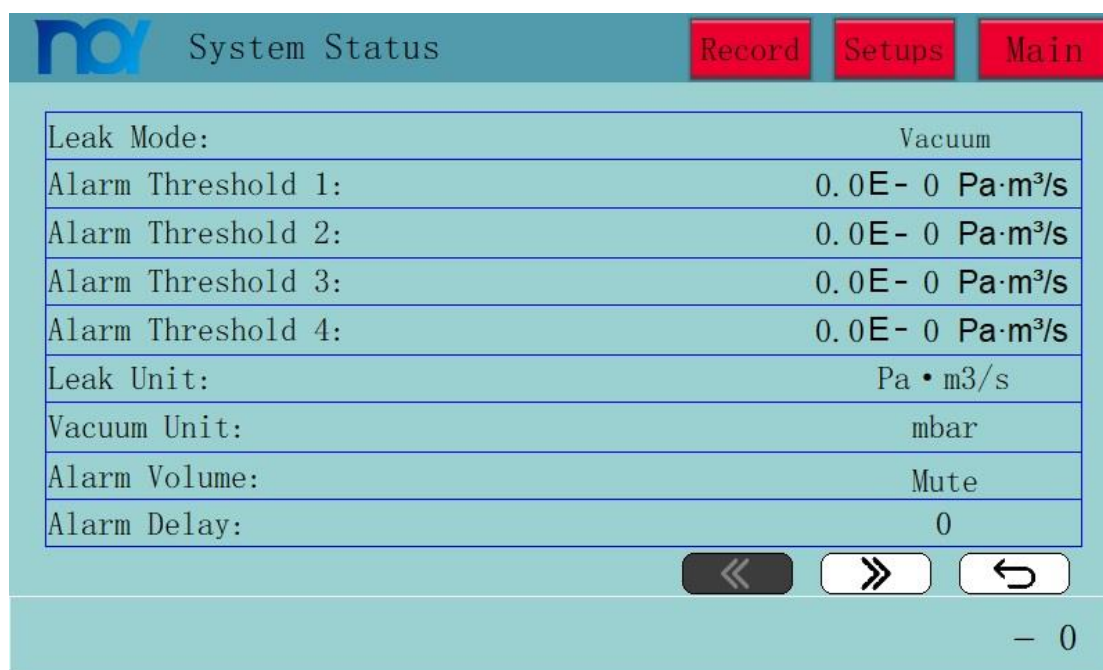 noy System Status Record Setups Main
Leak Mode: Vacuum
Alarm Threshold 1: 0.0E- 0 Pa·m³/s
Alarm Threshold 2: 0.0E- 0 Pa·m³/s
Alarm Threshold 3: 0.0E- 0 Pa·m³/s
Alarm Threshold 4: 0.0E- 0 Pa·m³/s
Leak Unit: Pa·m3/s
Vacuum Unit: mbar
Alarm Volume: Mute
Alarm Delay: 0
- 0